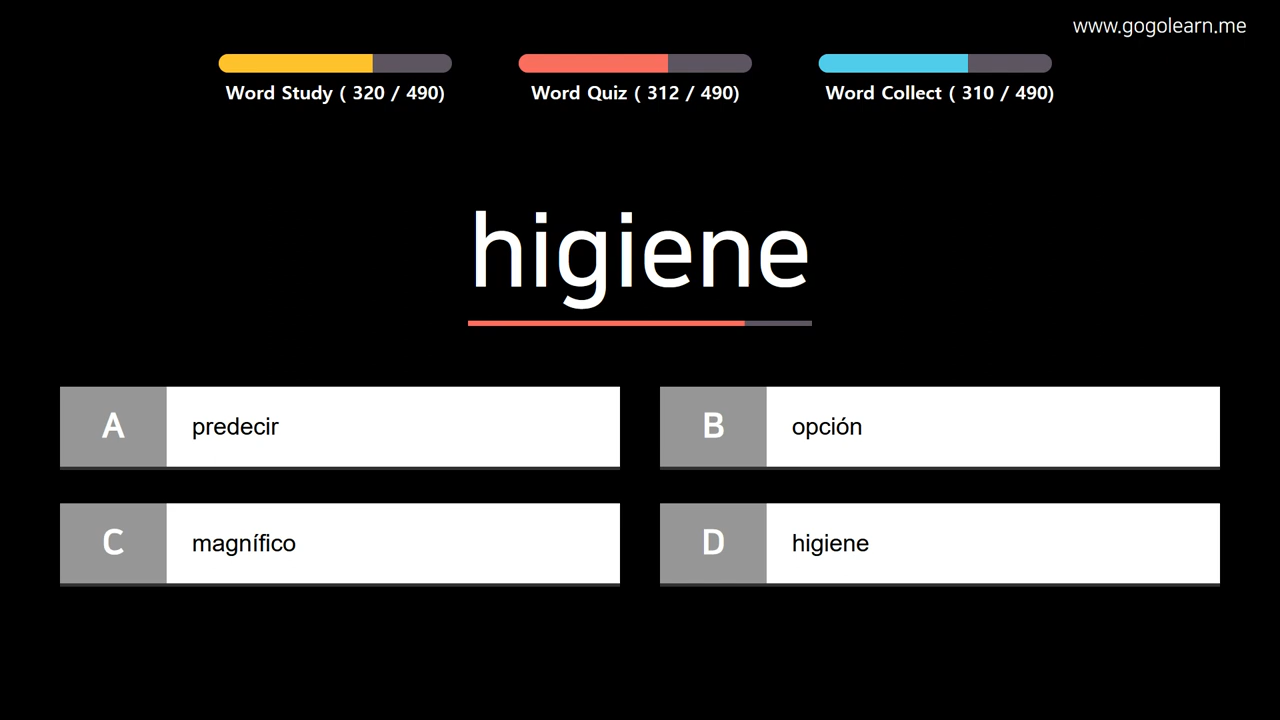 www.gogolearn.me
Word Study ( 320 / 490)
Word Quiz ( 312 / 490)
Word Collect ( 310 / 490)
higiene
A predecir
B opción
C magnífico
D higiene